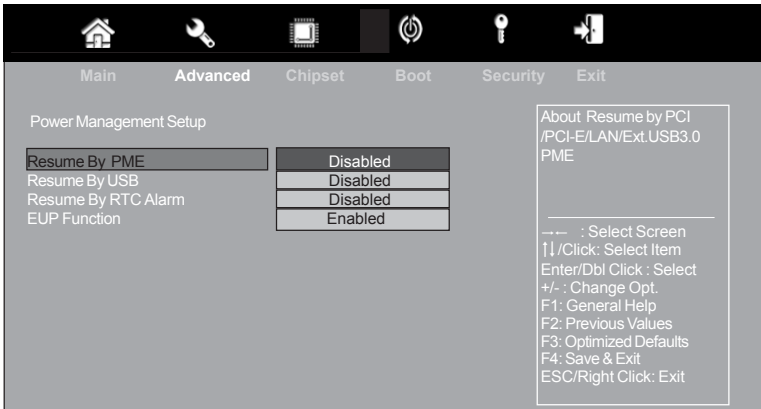 Main Advanced Chipset Boot Security Exit
Power Management Setup
Resume By PME Disabled
Resume By USB Disabled
Resume By RTC Alarm Disabled
EUP Function Enabled
About Resume by PCI
/PCI-E/LAN/Ext.USB3.0
PME
→← : Select Screen
↑↓/Click: Select Item
Enter/Dbl Click : Select
+/- : Change Opt.
F1: General Help
F2: Previous Values
F3: Optimized Defaults
F4: Save & Exit
ESC/Right Click: Exit